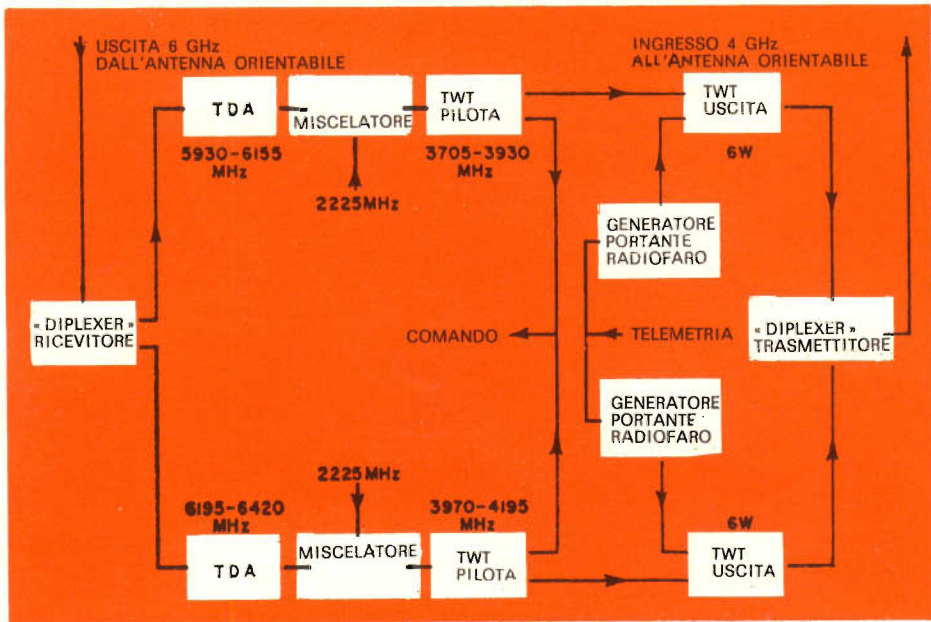 USCITA 6 GHz
DALL'ANTENNA ORIENTABILE
INGRESSO 4 GHz
ALL'ANTENNA ORIENTABILE
TDA
MISCELATORE
TWT
PILOTA
TWT
USCITA
5930-6155
MHz
3705-3930
MHz
6W
2225MHz
GENERATORE
PORTANTE
RADIOFARO
« DIPLEXER »
RICEVITORE
COMANDO
TELEMETRIA
« DIPLEXER »
TRASMETTITORE
GENERATORE
PORTANTE
RADIOFARO
2225MHz
6195-6420
MHz
3970-4195
MHz
6W
TDA
MISCELATORE
TWT
PILOTA
TWT
USCITA